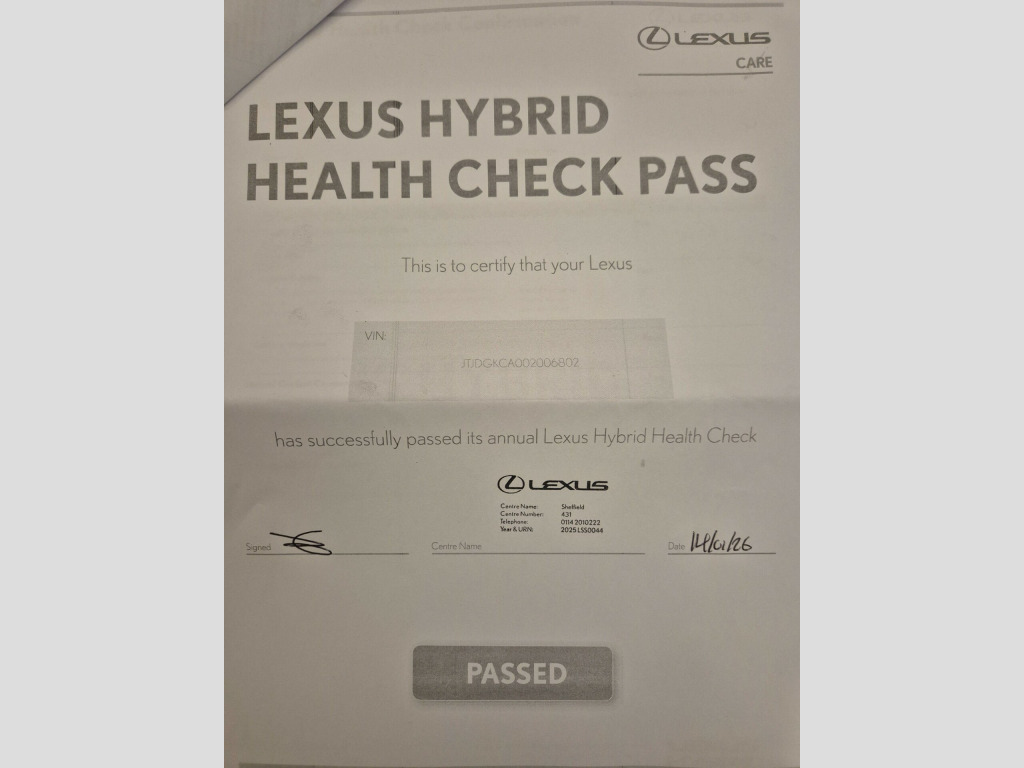 LEXUS
CARE
LEXUS HYBRID
HEALTH CHECK PASS
This is to certify that your Lexus
VIN:
JTJDGKCA002006802
has successfully passed its annual Lexus Hybrid Health Check
LEXUS
Centre Name: Sheffield
Centre Number: 431
Telephone: 0114 2010222
Year & URN: 2025 LSS0044
Signed
Centre Name
Date 14/01/26
PASSED